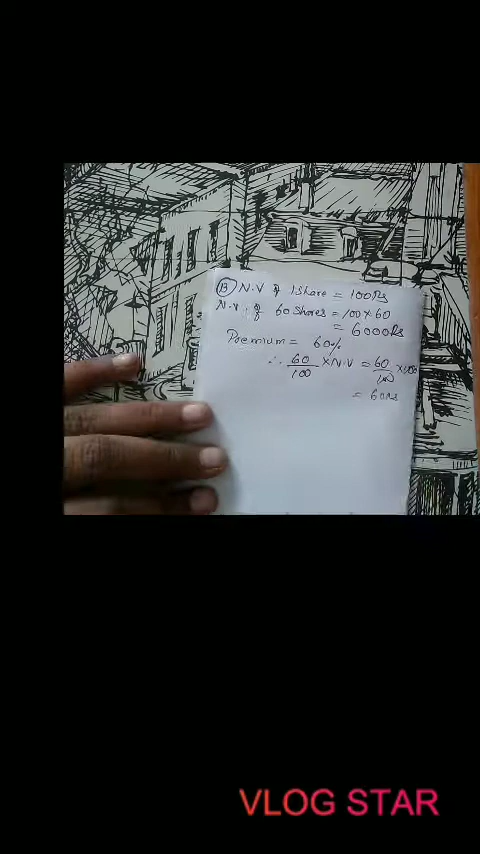 (B) N.V of 1 Share = 100Rs
N.V. of 60 Shares = 100 × 60
= 6000Rs
Premium = 60%
∴ 60/100 × N.V = 60/100 × 100
= 60Rs
VLOG STAR